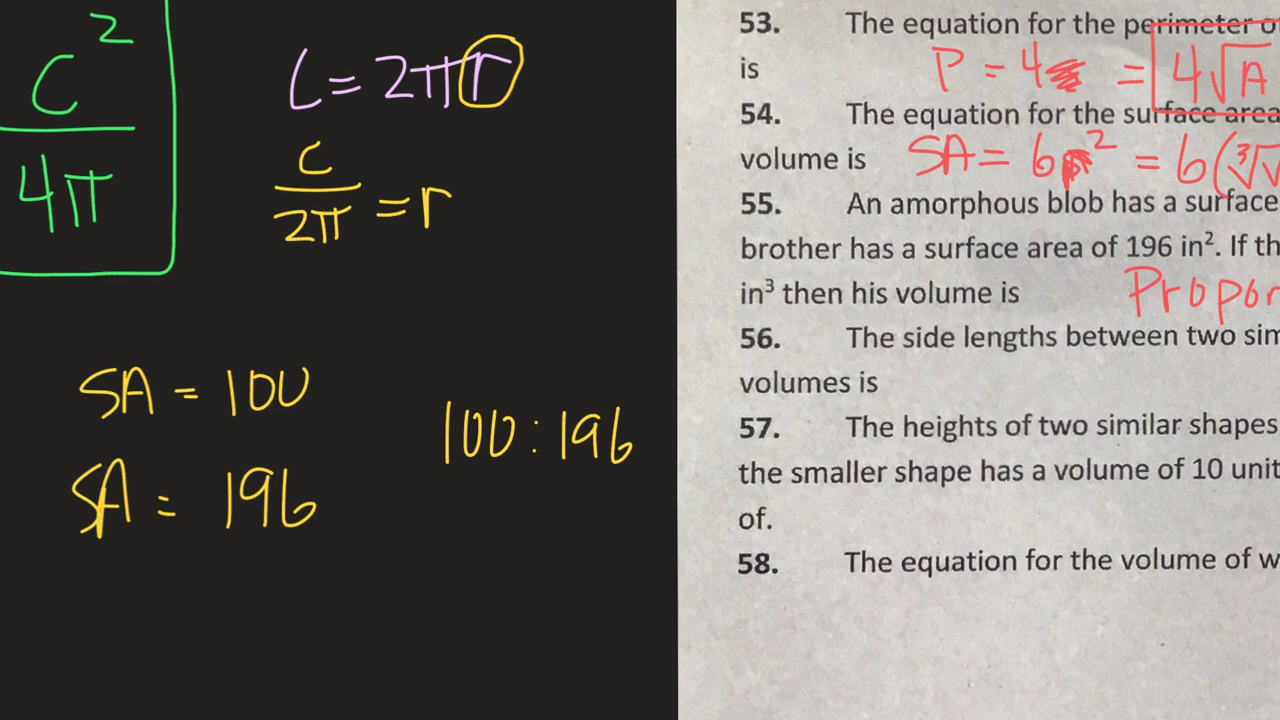 C²
4π
C = 2πr
C
2π = r
SA = 100
SA = 196
100 : 196
53. The equation for the perimeter o
is P = 4 = 4√A
54. The equation for the surface area
volume is SA = 6 ² = 6(³√
55. An amorphous blob has a surface
brother has a surface area of 196 in². If th
in³ then his volume is Propor
56. The side lengths between two sim
volumes is
57. The heights of two similar shapes
the smaller shape has a volume of 10 unit
of.
58. The equation for the volume of w